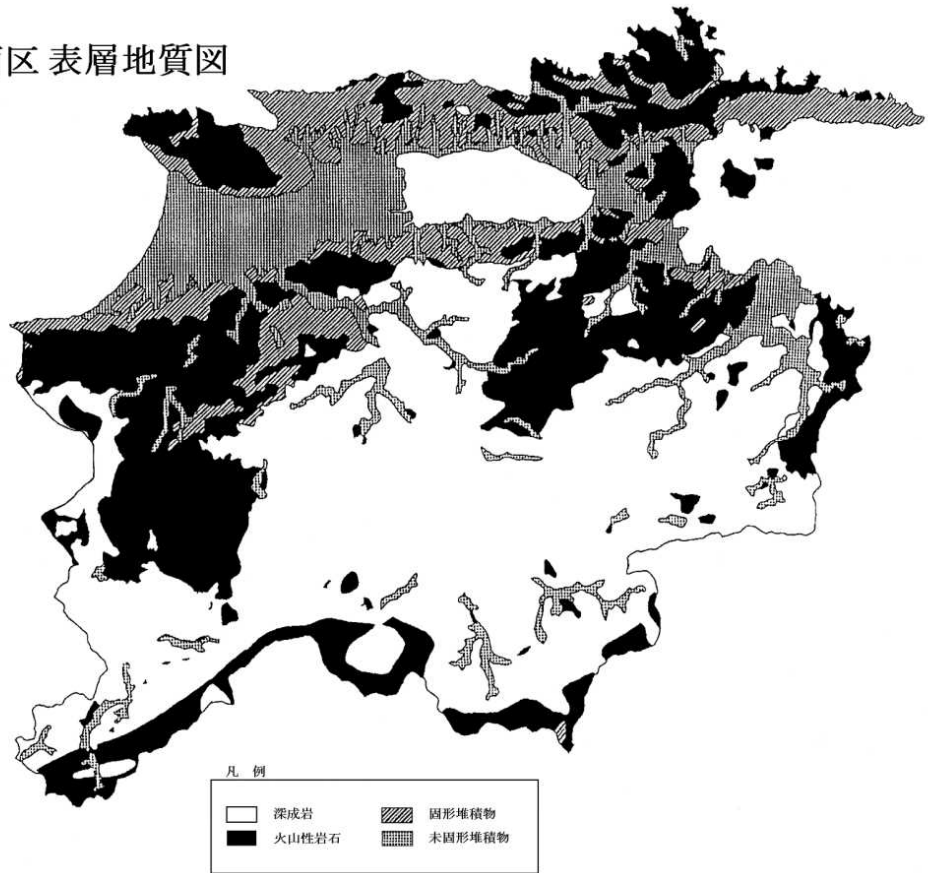 区 表層地質図
凡 例
深成岩
固形堆積物
火山性岩石
未固形堆積物